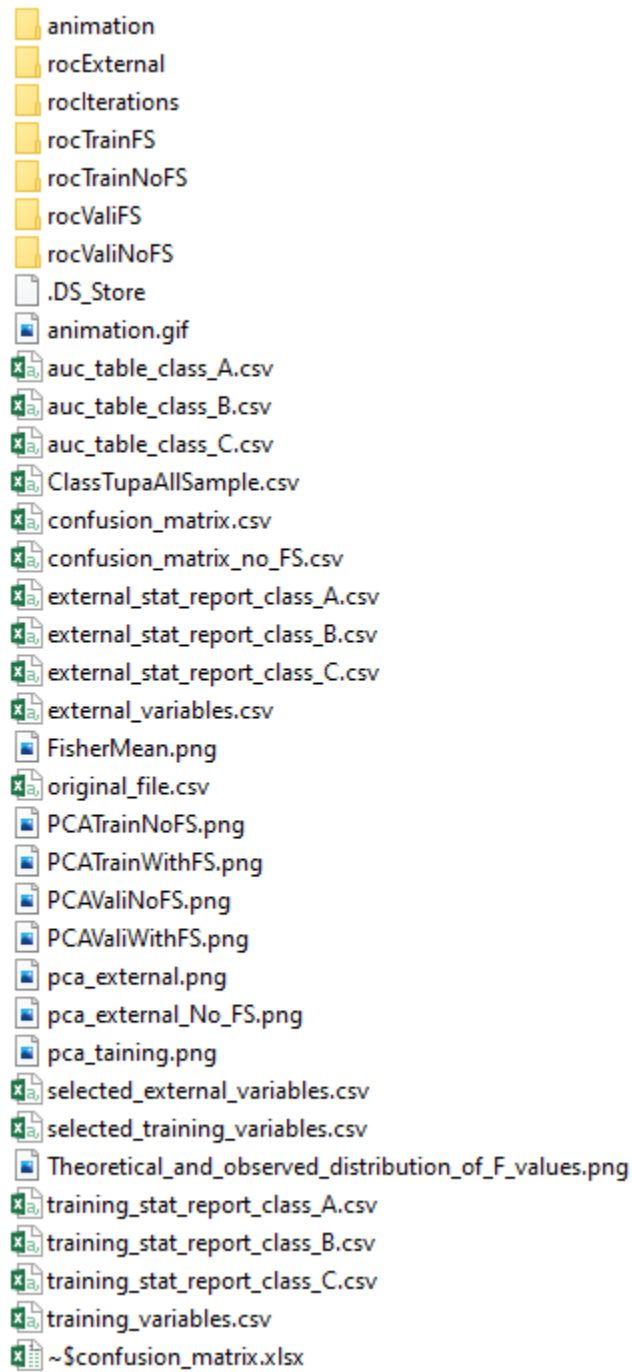 animation
rocExternal
rocIterations
rocTrainFS
rocTrainNoFS
rocValiFS
rocValiNoFS
.DS_Store
animation.gif
auc_table_class_A.csv
auc_table_class_B.csv
auc_table_class_C.csv
ClassTupaAllSample.csv
confusion_matrix.csv
confusion_matrix_no_FS.csv
external_stat_report_class_A.csv
external_stat_report_class_B.csv
external_stat_report_class_C.csv
external_variables.csv
FisherMean.png
original_file.csv
PCATrainNoFS.png
PCATrainWithFS.png
PCAValiNoFS.png
PCAValiWithFS.png
pca_external.png
pca_external_No_FS.png
pca_taining.png
selected_external_variables.csv
selected_training_variables.csv
Theoretical_and_observed_distribution_of_F_values.png
training_stat_report_class_A.csv
training_stat_report_class_B.csv
training_stat_report_class_C.csv
training_variables.csv
~$confusion_matrix.xlsx